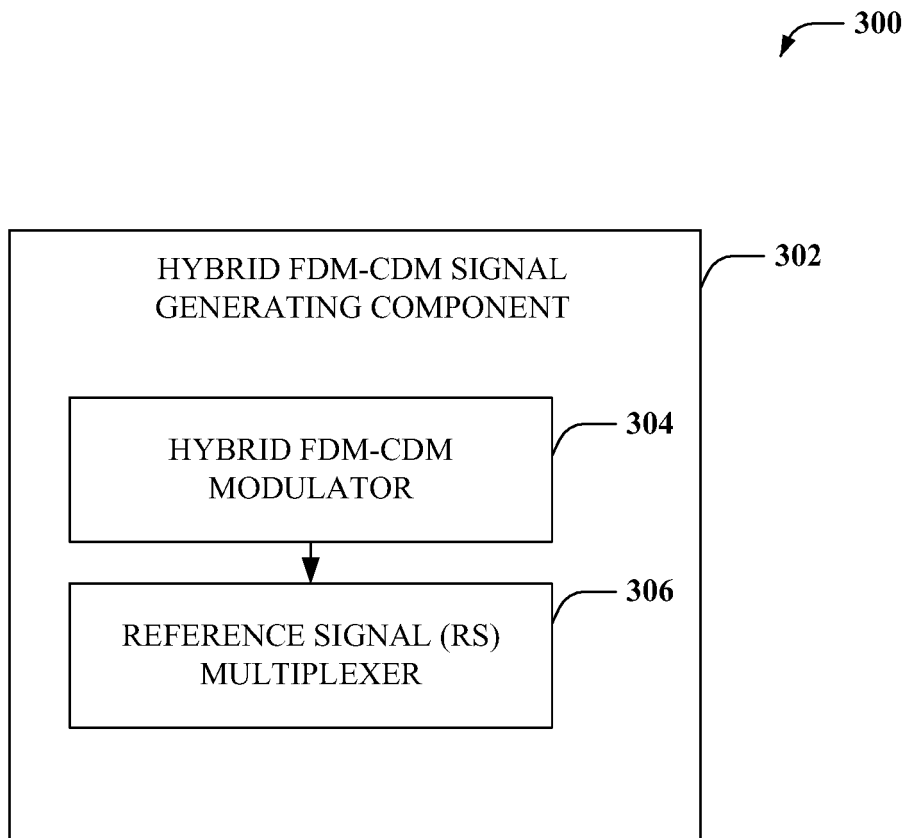 300
HYBRID FDM-CDM SIGNAL
GENERATING COMPONENT
302
HYBRID FDM-CDM
MODULATOR
304
REFERENCE SIGNAL (RS)
MULTIPLEXER
306